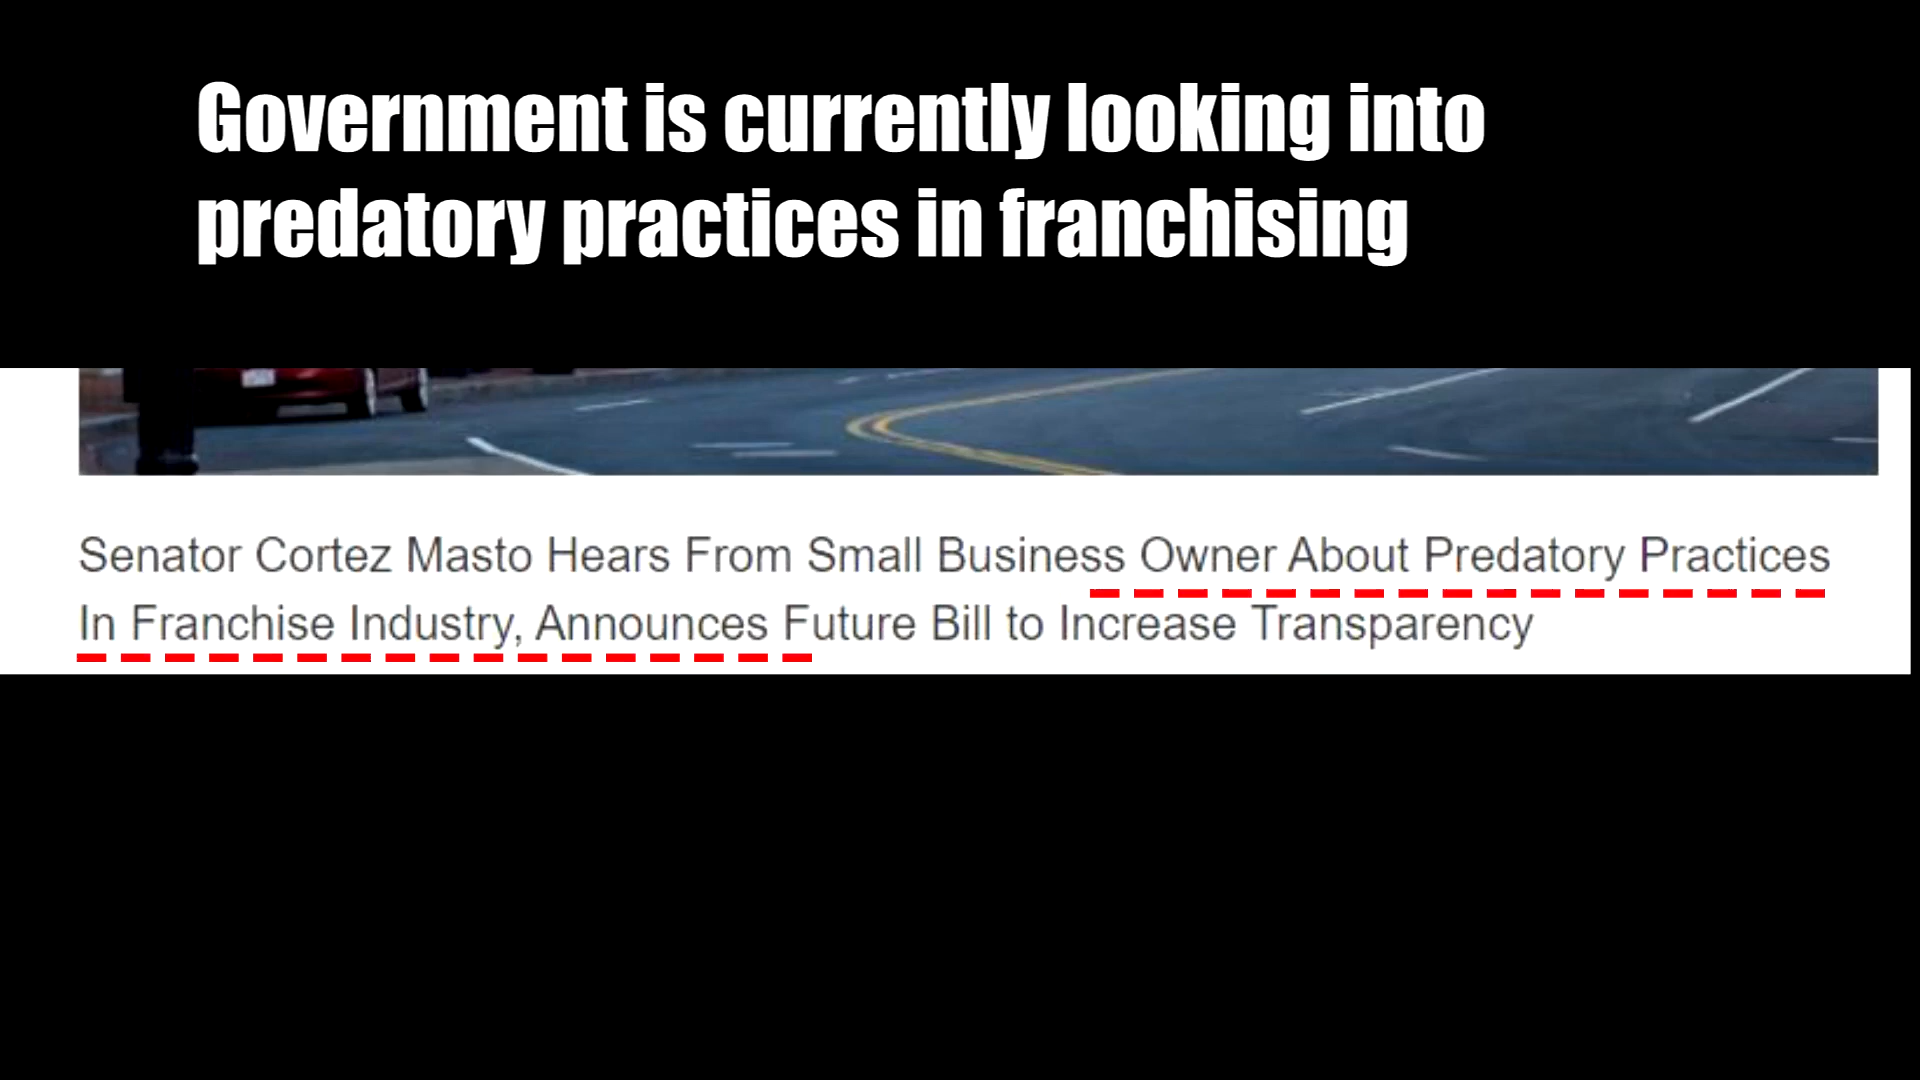 Government is currently looking into
predatory practices in franchising
Senator Cortez Masto Hears From Small Business Owner About Predatory Practices
In Franchise Industry, Announces Future Bill to Increase Transparency